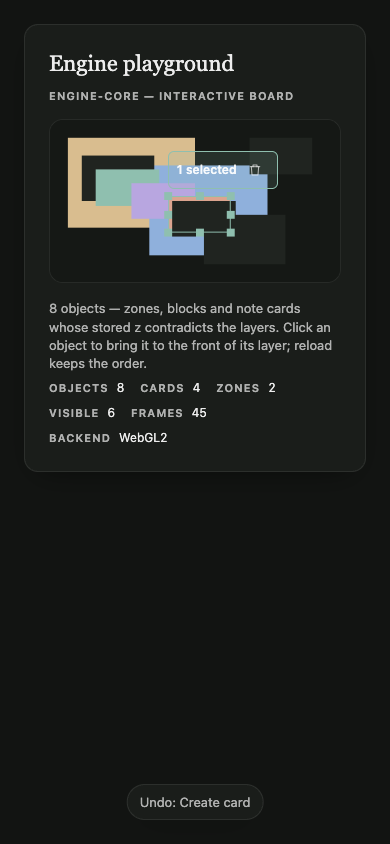 Engine playground
ENGINE-CORE — INTERACTIVE BOARD
1 selected
8 objects — zones, blocks and note cards
whose stored z contradicts the layers. Click an
object to bring it to the front of its layer; reload
keeps the order.
OBJECTS 8 CARDS 4 ZONES 2
VISIBLE 6 FRAMES 45
BACKEND WebGL2
Undo: Create card